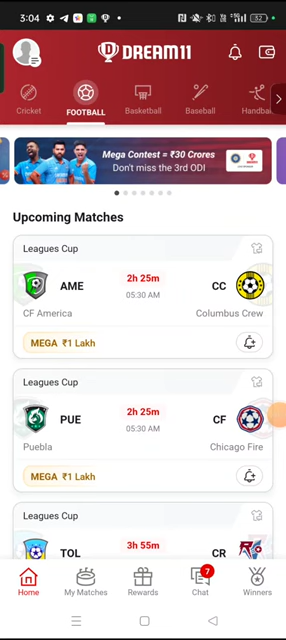 3:04
32
DREAM11
Cricket
FOOTBALL
Basketball
Baseball
Handba
Mega Contest = ₹30 Crores
Don't miss the 3rd ODI
Upcoming Matches
Leagues Cup
AME
2h 25m
05:30 AM
CC
CF America
Columbus Crew
MEGA ₹1 Lakh
Leagues Cup
PUE
2h 25m
05:30 AM
CF
Puebla
Chicago Fire
MEGA ₹1 Lakh
Leagues Cup
TOL
3h 55m
CR
Home
My Matches
Rewards
7
Chat
Winners